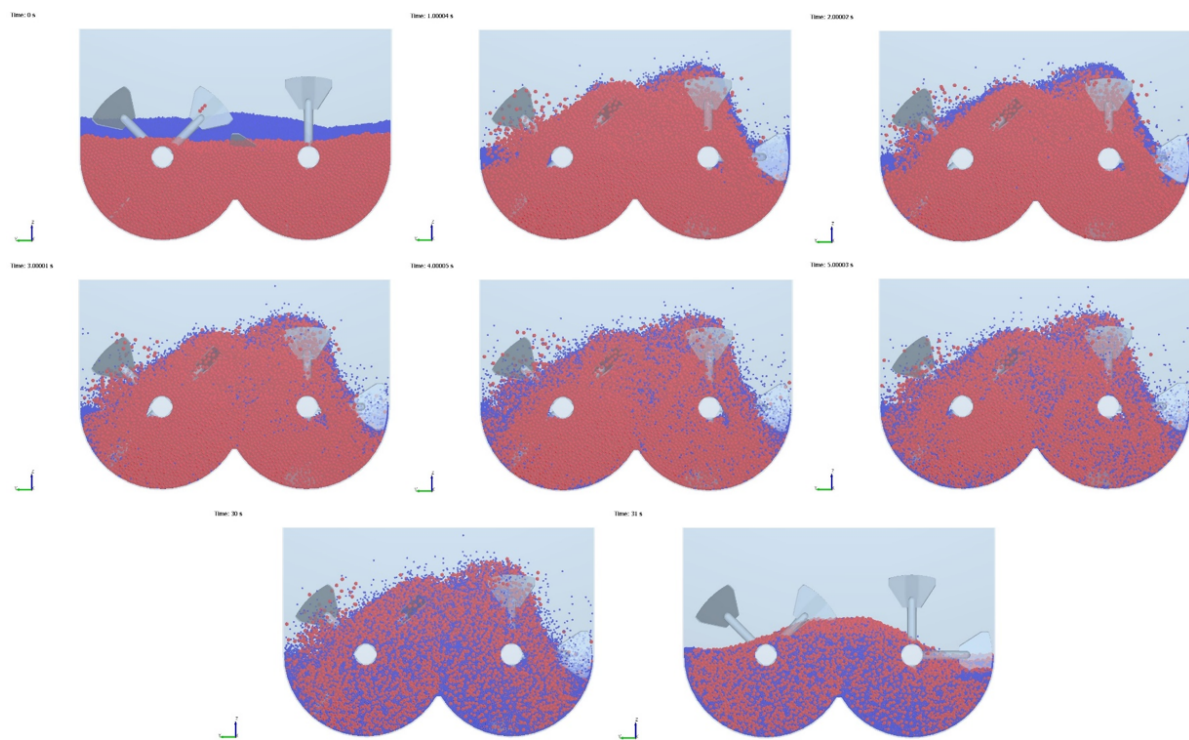 Time: 0 s
Time: 1.00004 s
Time: 2.00002 s
Time: 3.00001 s
Time: 4.00005 s
Time: 5.00003 s
Time: 30 s
Time: 31 s